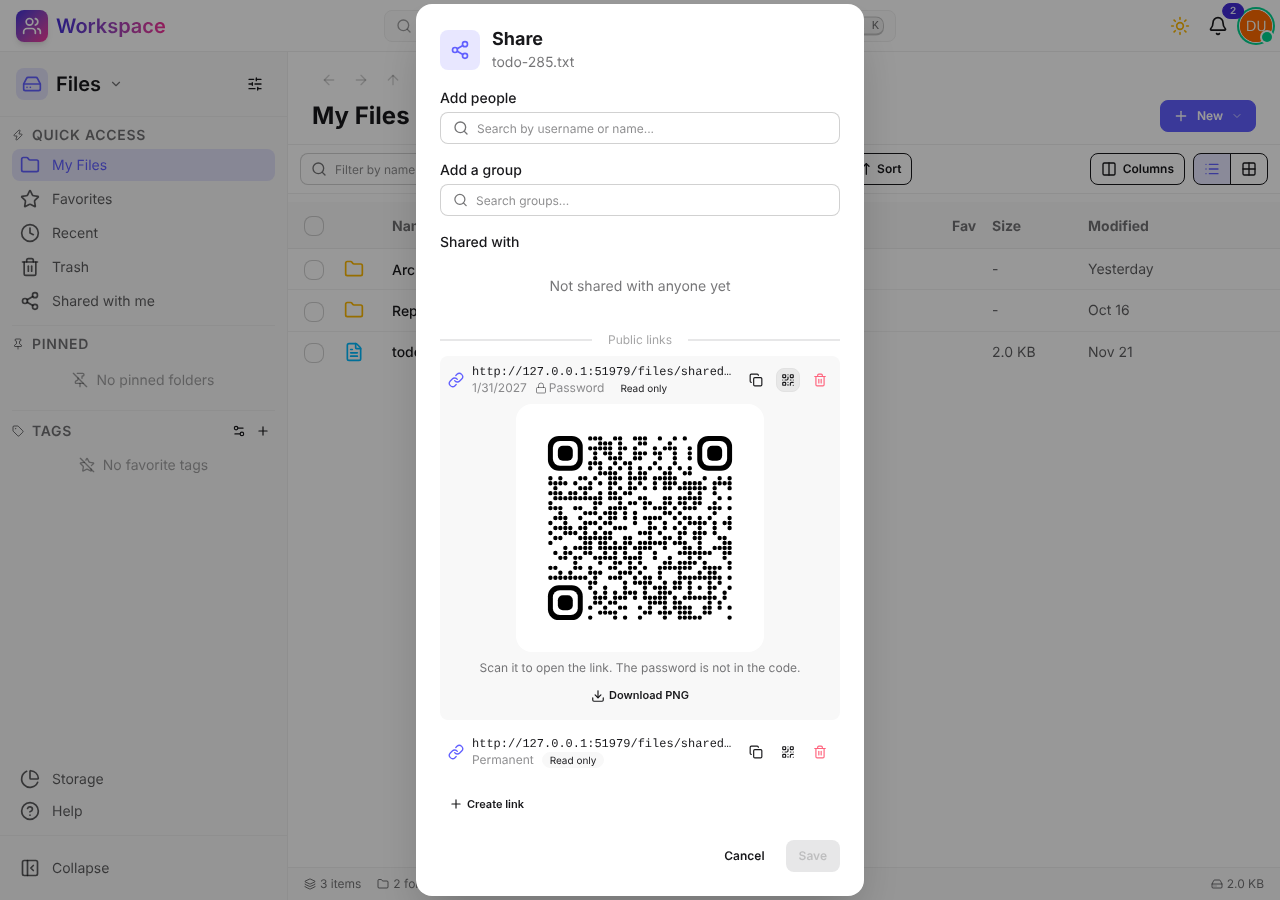 Workspace
K
2
DU
Files
QUICK ACCESS
My Files
Favorites
Recent
Trash
Shared with me
PINNED
No pinned folders
TAGS
No favorite tags
Storage
Help
Collapse
My Files
New
Filter by name
Sort
Columns
Fav
Size
Modified
-
Yesterday
-
Oct 16
2.0 KB
Nov 21
3 items
2.0 KB
Share
todo-285.txt
Add people
Search by username or name...
Add a group
Search groups...
Shared with
Not shared with anyone yet
Public links
http://127.0.0.1:51979/files/shared…
1/31/2027 Password Read only
Scan it to open the link. The password is not in the code.
Download PNG
http://127.0.0.1:51979/files/shared…
Permanent Read only
Create link
Cancel Save